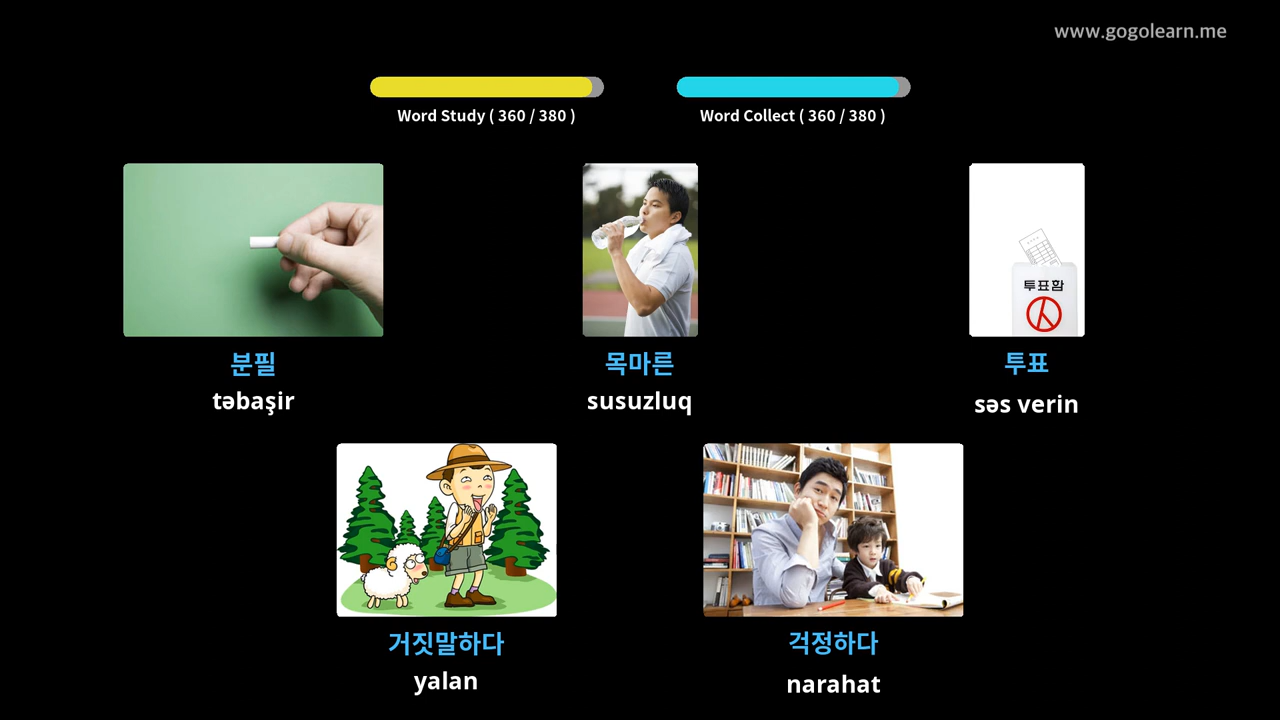 www.gogolearn.me
Word Study ( 360 / 380 )
Word Collect ( 360 / 380 )
투표함
분필
təbaşir
목마른
susuzluq
투표
səs verin
거짓말하다
yalan
걱정하다
narahat